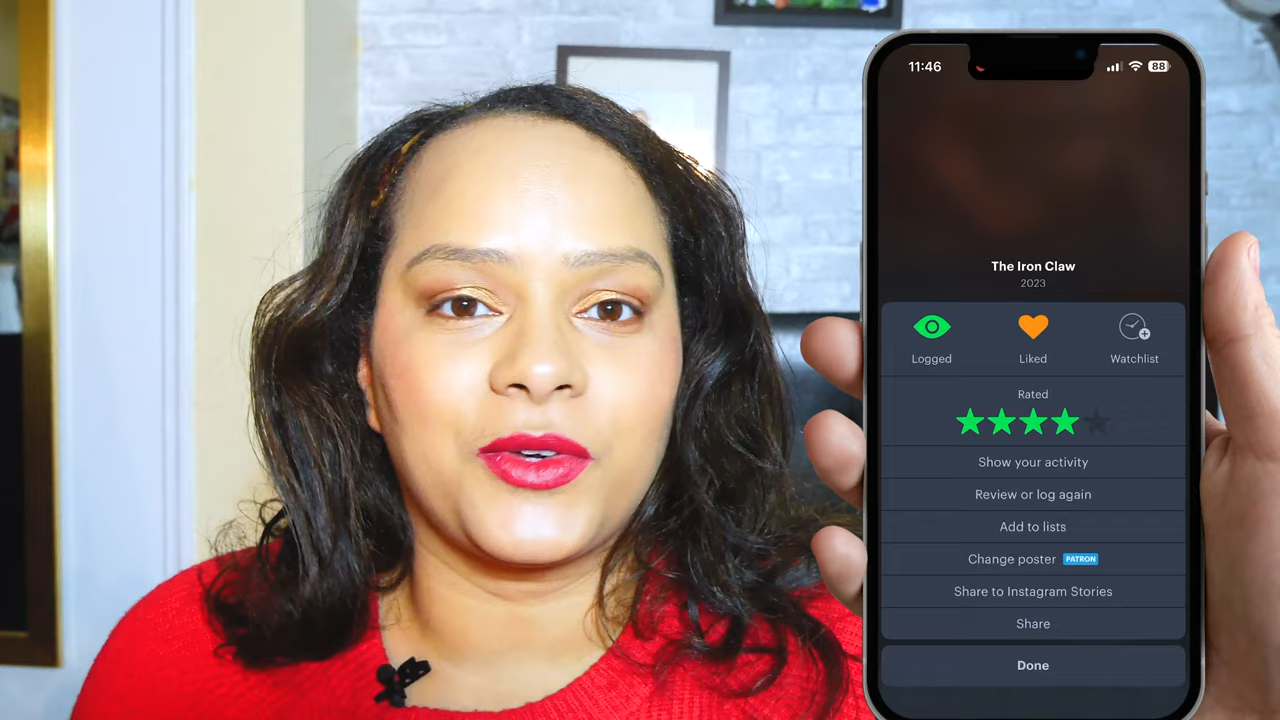 11:46
88
The Iron Claw
2023
Logged
Liked
Watchlist
Rated
Show your activity
Review or log again
Add to lists
Change poster PATRON
Share to Instagram Stories
Share
Done